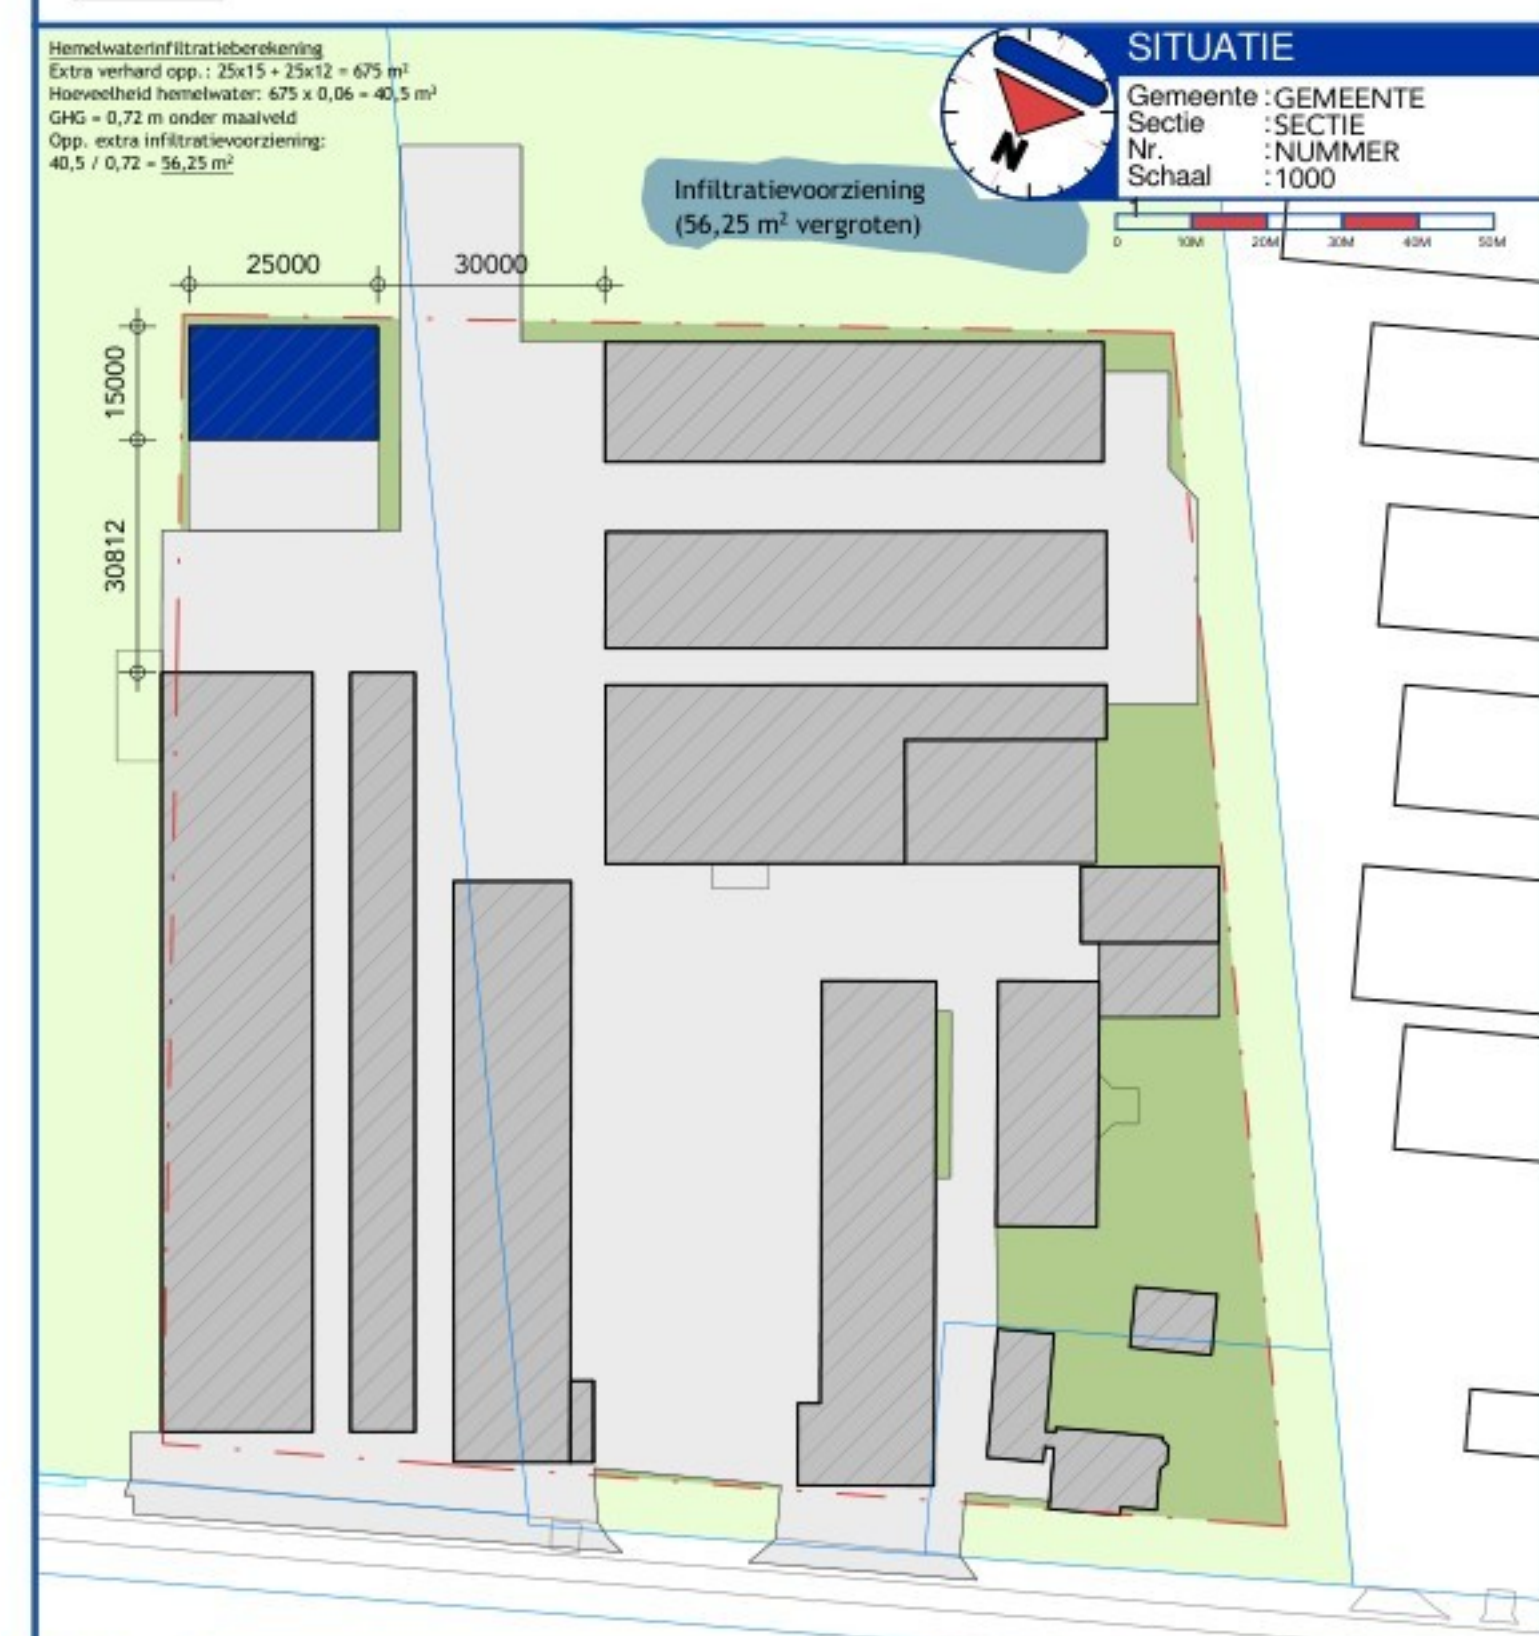 Hemelwaterinfiltratieberekening
Extra verhard opp.: 25x15 + 25x12 = 675 m²
Hoeveelheid hemelwater: 675 x 0,06 = 40,5 m³
GHG = 0,72 m onder maaiveld
Opp. extra infiltratievoorziening:
40,5 / 0,72 = 56,25 m²
SITUATIE
Gemeente : GEMEENTE
Sectie : SECTIE
Nr. : NUMMER
Schaal : 1000
1
N
0 10M 20M 30M 40M 50M
Infiltratievoorziening
(56,25 m² vergroten)
25000 30000
15000
30812